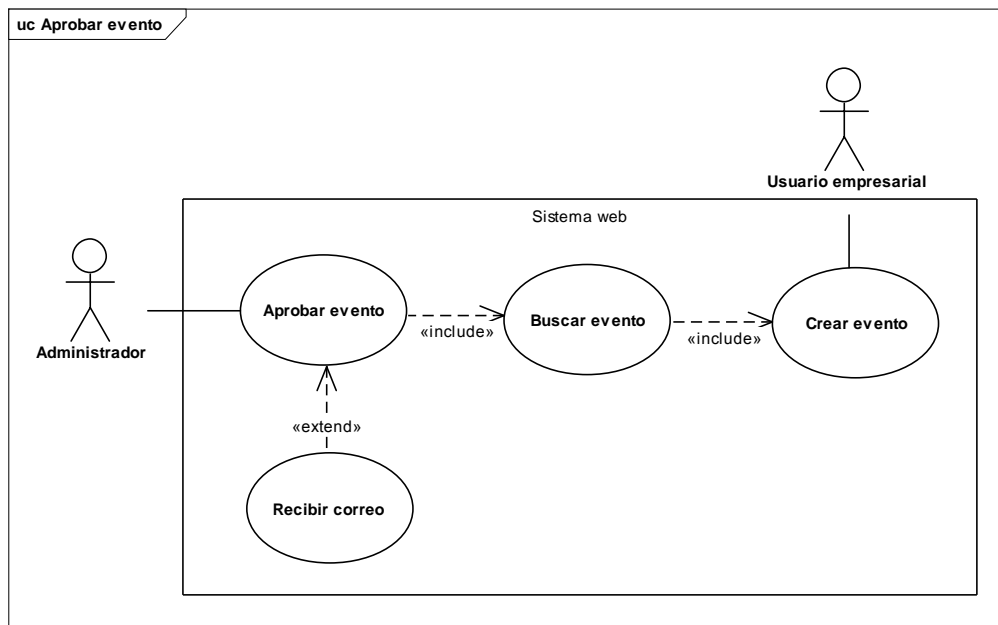 uc Aprobar evento
Usuario empresarial
Sistema web
Administrador
Aprobar evento
«include»
Buscar evento
«include»
Crear evento
«extend»
Recibir correo